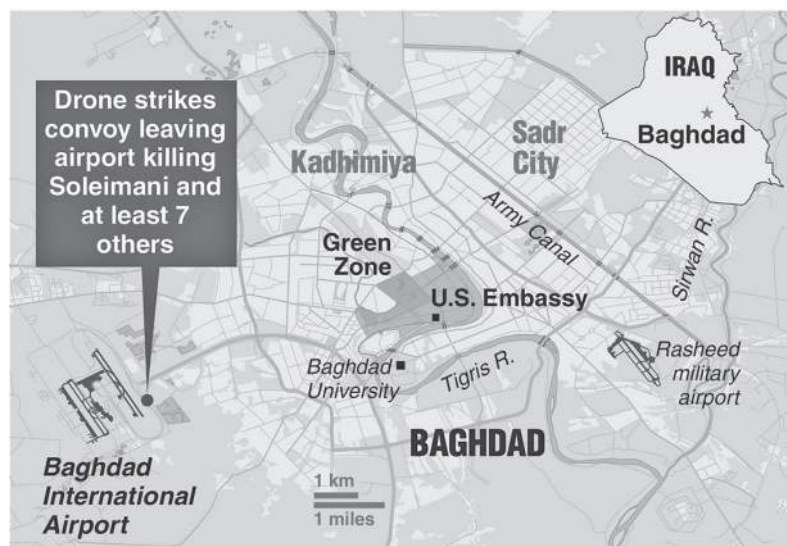 Drone strikes
convoy leaving
airport killing
Soleimani and
at least 7
others
IRAQ
Baghdad
Kadhimiya
Sadr
City
Army Canal
Sirwan R.
Green
Zone
U.S. Embassy
Baghdad
University
Tigris R.
Rasheed
military
airport
BAGHDAD
Baghdad
International
Airport
1 km
1 miles